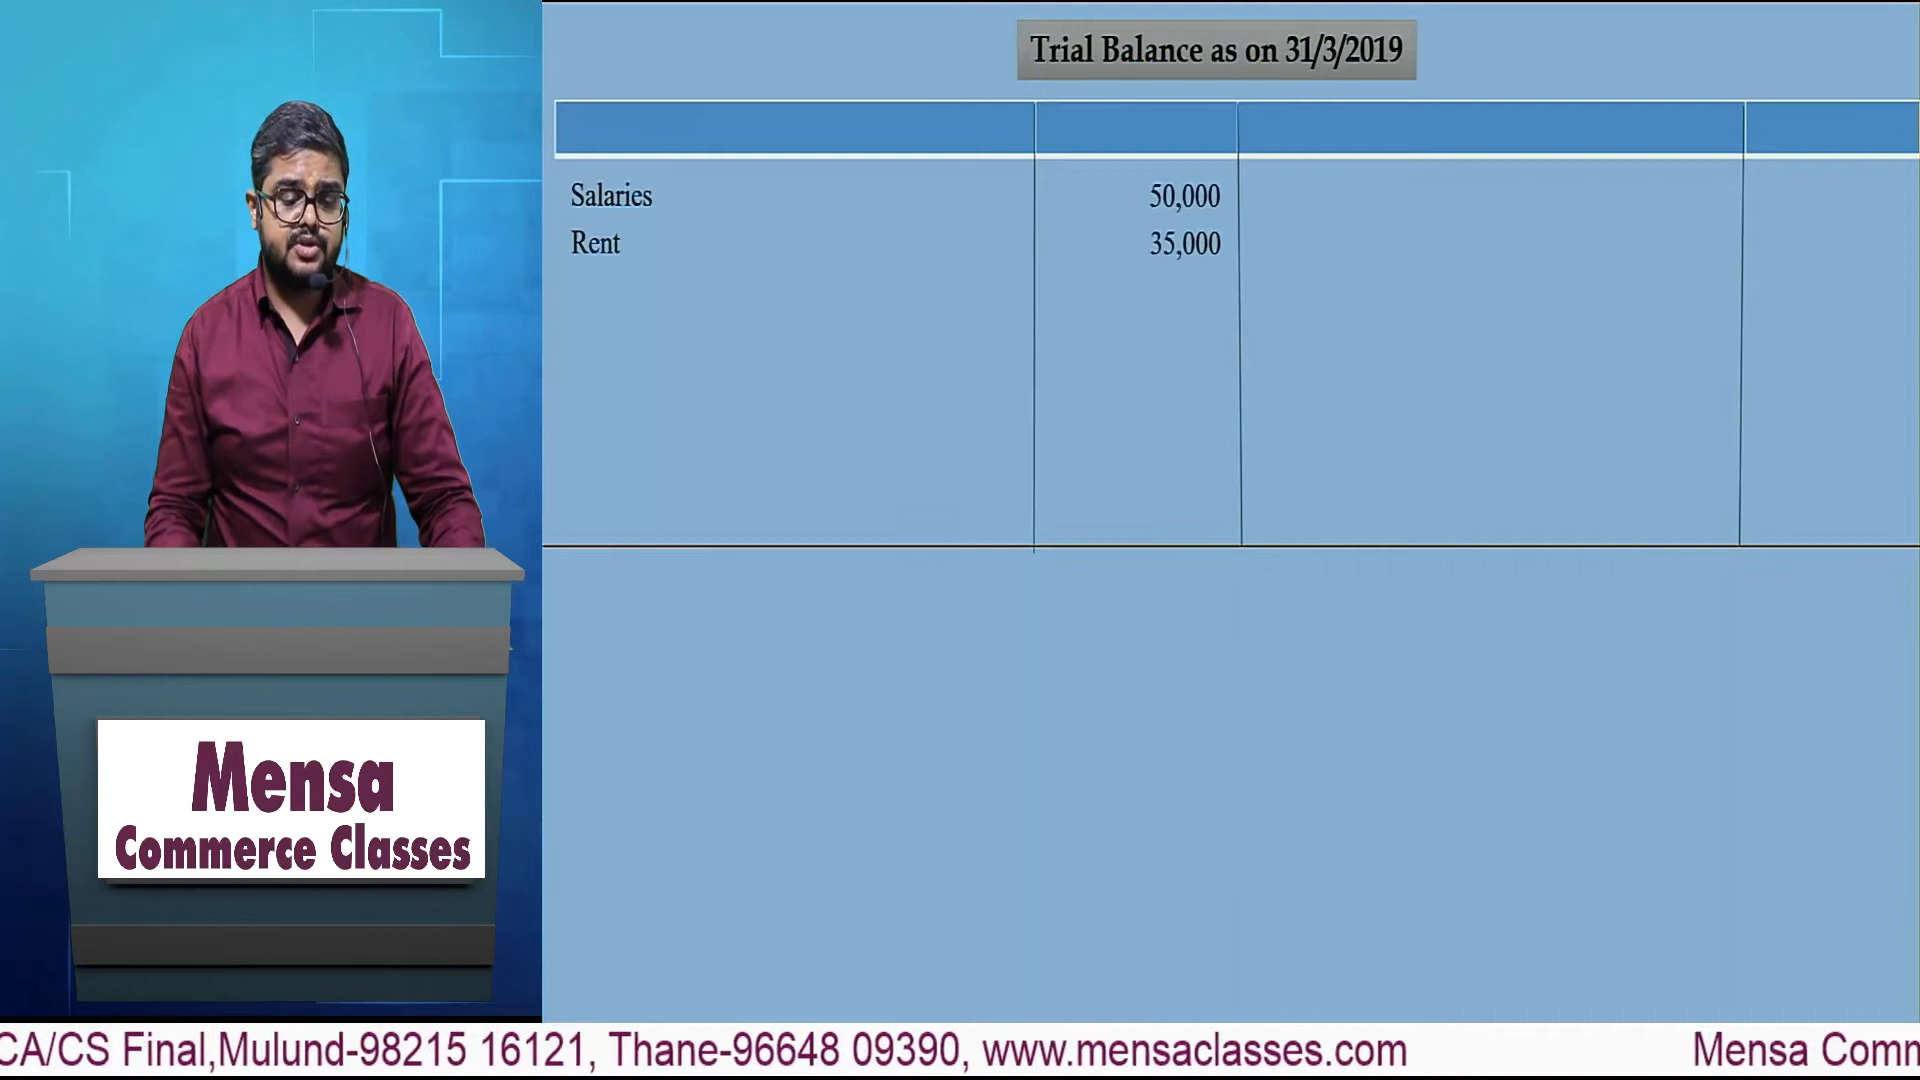 Trial Balance as on 31/3/2019
Salaries 50,000
Rent 35,000
Mensa
Commerce Classes
CA/CS Final,Mulund-98215 16121, Thane-96648 09390, www.mensaclasses.com Mensa Comm